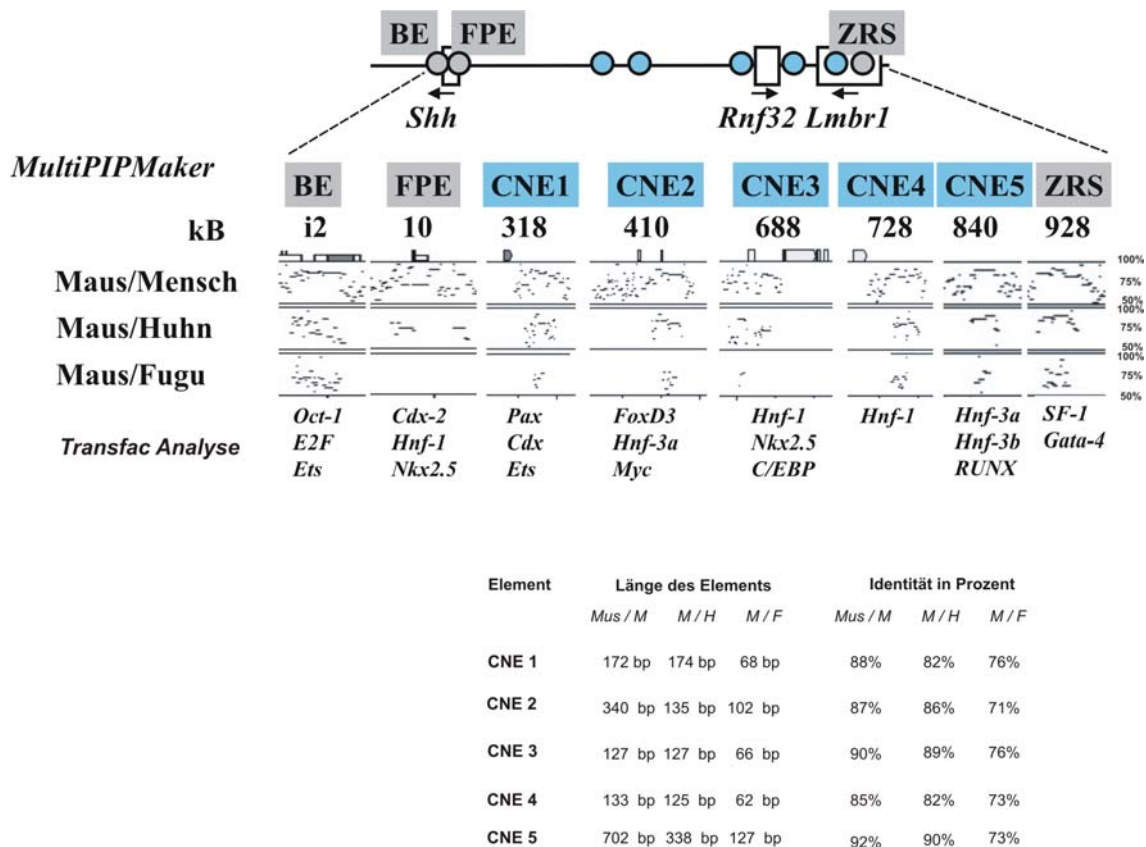 BE FPE ZRS
Shh Rnf32 Lmbr1
MultiPIPMaker
BE FPE CNE1 CNE2 CNE3 CNE4 CNE5 ZRS
kB i2 10 318 410 688 728 840 928
100%
Maus/Mensch 75%
50%
100%
Maus/Huhn 75%
50%
100%
Maus/Fugu 75%
50%
Oct-1 Cdx-2 Pax FoxD3 Hnf-1 Hnf-1 Hnf-3a SF-1
Transfac Analyse E2F Hnf-1 Cdx Hnf-3a Nkx2.5 Hnf-3b Gata-4
Ets Nkx2.5 Ets Myc C/EBP RUNX
Element Länge des Elements Identität in Prozent
Mus / M M / H M / F Mus / M M / H M / F
CNE 1 172 bp 174 bp 68 bp 88% 82% 76%
CNE 2 340 bp 135 bp 102 bp 87% 86% 71%
CNE 3 127 bp 127 bp 66 bp 90% 89% 76%
CNE 4 133 bp 125 bp 62 bp 85% 82% 73%
CNE 5 702 bp 338 bp 127 bp 92% 90% 73%